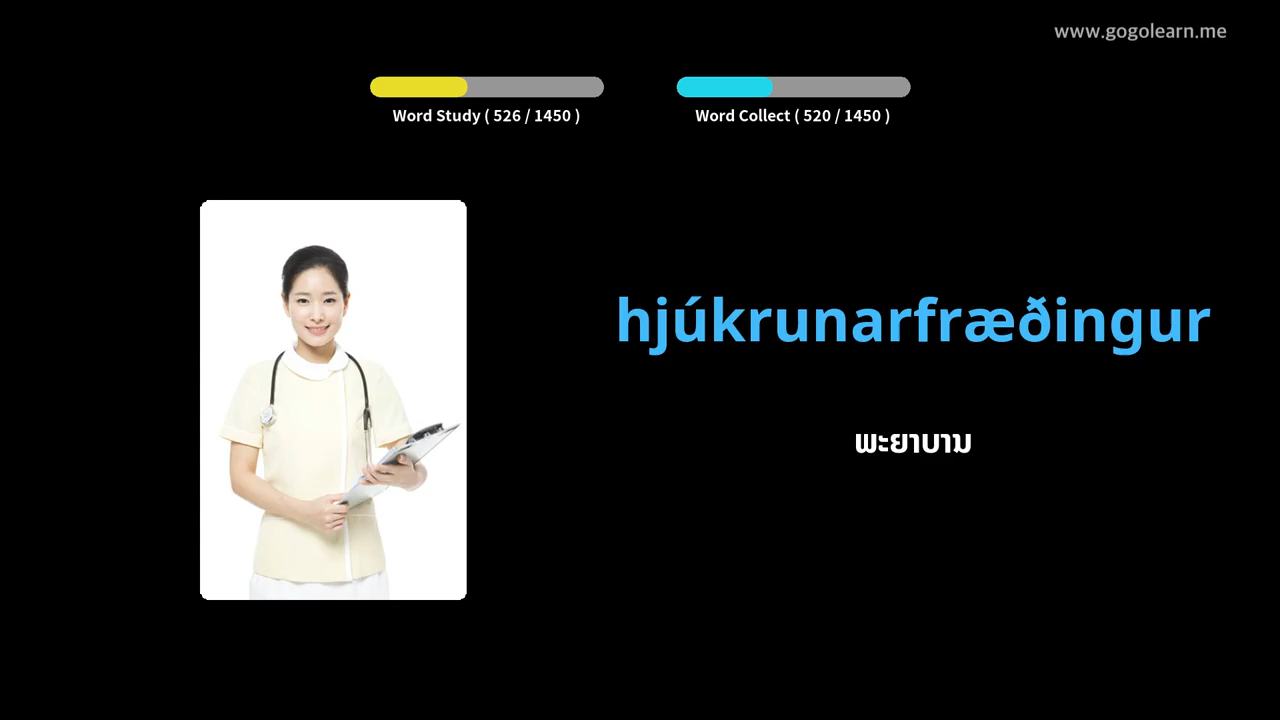 www.gogolearn.me
Word Study ( 526 / 1450 )
Word Collect ( 520 / 1450 )
hjúkrunarfræðingur
ພະຍາບານ